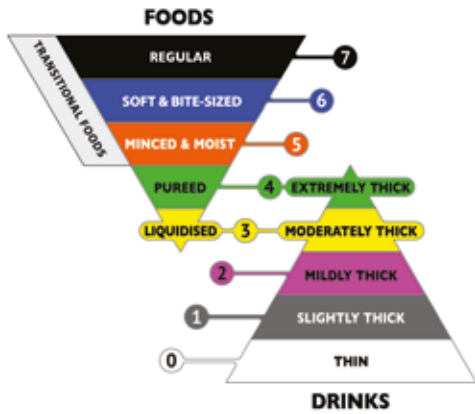 FOODS
TRANSITIONAL FOODS
REGULAR 7
SOFT & BITE-SIZED 6
MINCED & MOIST 5
PUREED 4 EXTREMELY THICK
LIQUIDISED 3 MODERATELY THICK
2 MILDLY THICK
1 SLIGHTLY THICK
0 THIN
DRINKS